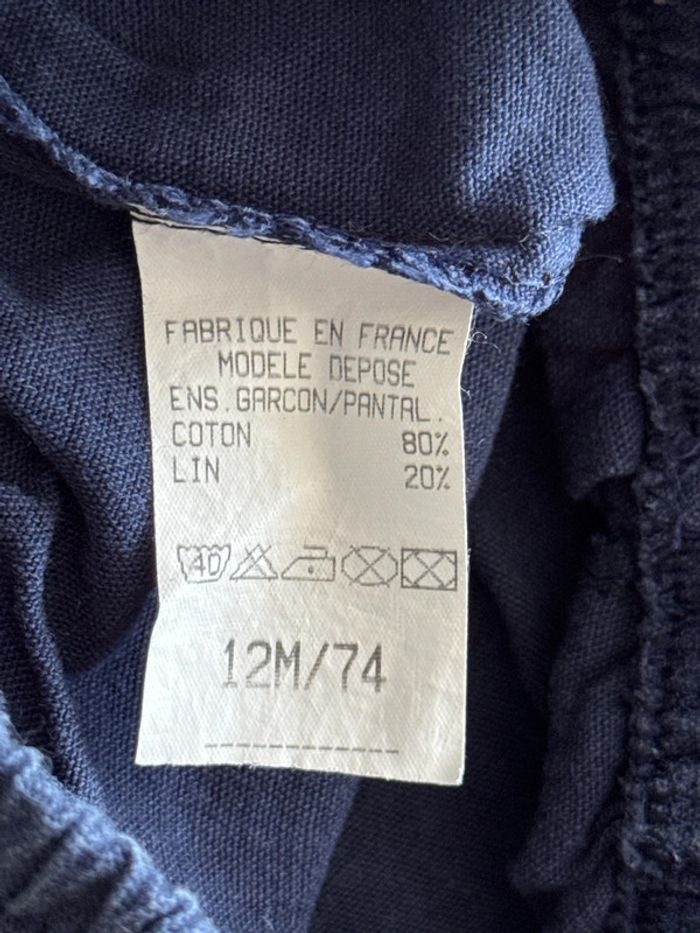 FABRIQUE EN FRANCE
MODELE DEPOSE
ENS.GARCON/PANTAL.
COTON 80%
LIN 20%
40
12M/74